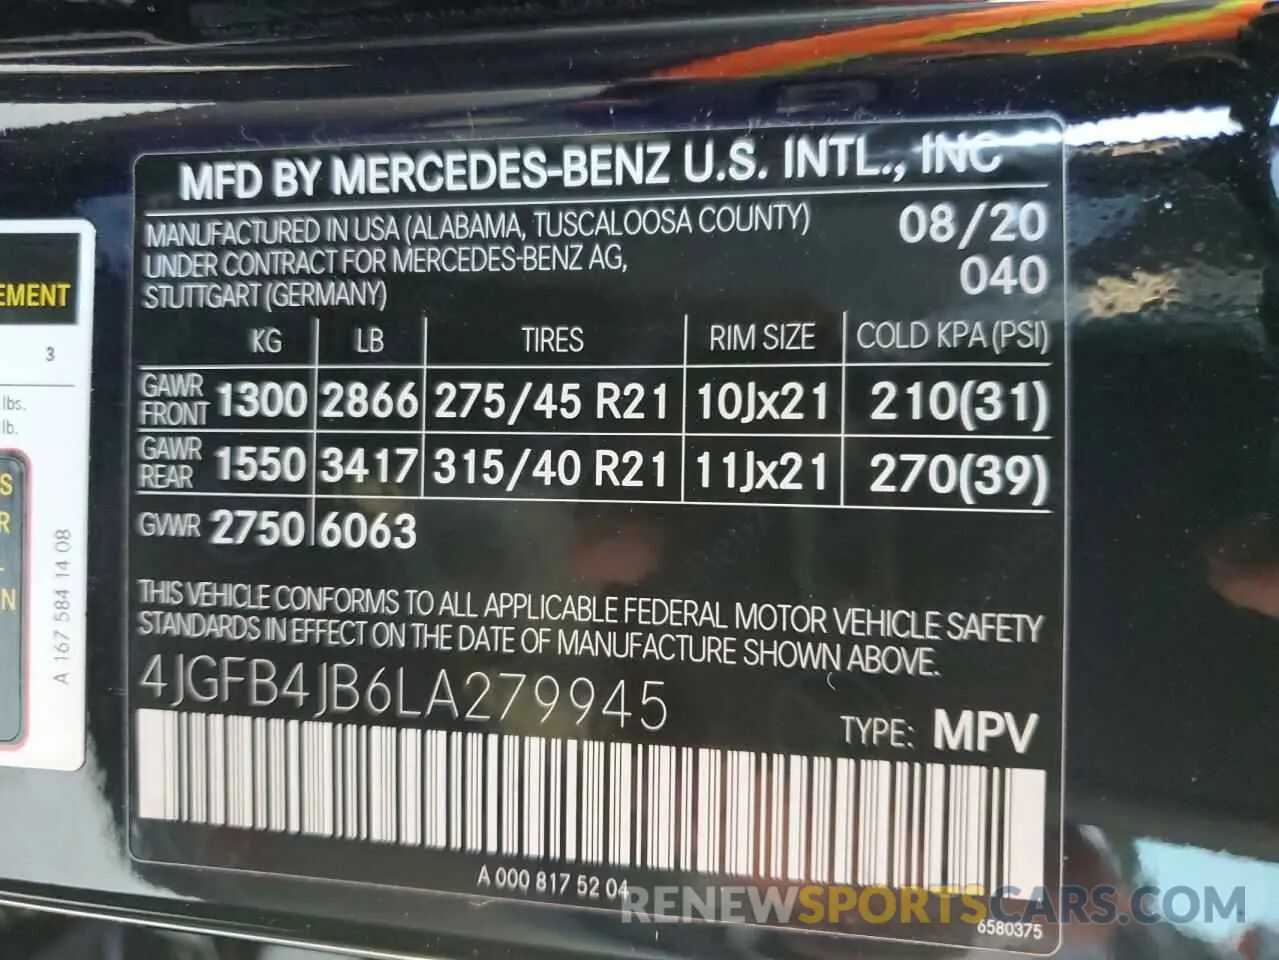 MFD BY MERCEDES-BENZ U.S. INTL., INC
MANUFACTURED IN USA (ALABAMA, TUSCALOOSA COUNTY) 08/20
UNDER CONTRACT FOR MERCEDES-BENZ AG, 040
STUTTGART (GERMANY)
KG LB TIRES RIM SIZE COLD KPA (PSI)
GAWR FRONT 1300 2866 275/45 R21 10Jx21 210(31)
GAWR REAR 1550 3417 315/40 R21 11Jx21 270(39)
GVWR 2750 6063
THIS VEHICLE CONFORMS TO ALL APPLICABLE FEDERAL MOTOR VEHICLE SAFETY
STANDARDS IN EFFECT ON THE DATE OF MANUFACTURE SHOWN ABOVE.
4JGFB4JB6LA279945
TYPE: MPV
A 000 817 52 04
6580375
EMENT
3
lbs.
lb.
S
R
N
A 167 584 14 08
RENEWSPORTSCARS.COM